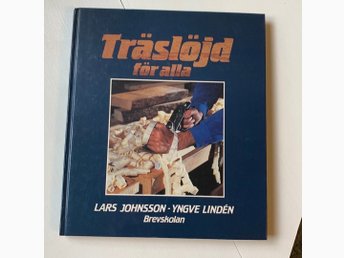 Träslöjd
för alla
LARS JOHNSSON · YNGVE LINDÉN
Brevskolan